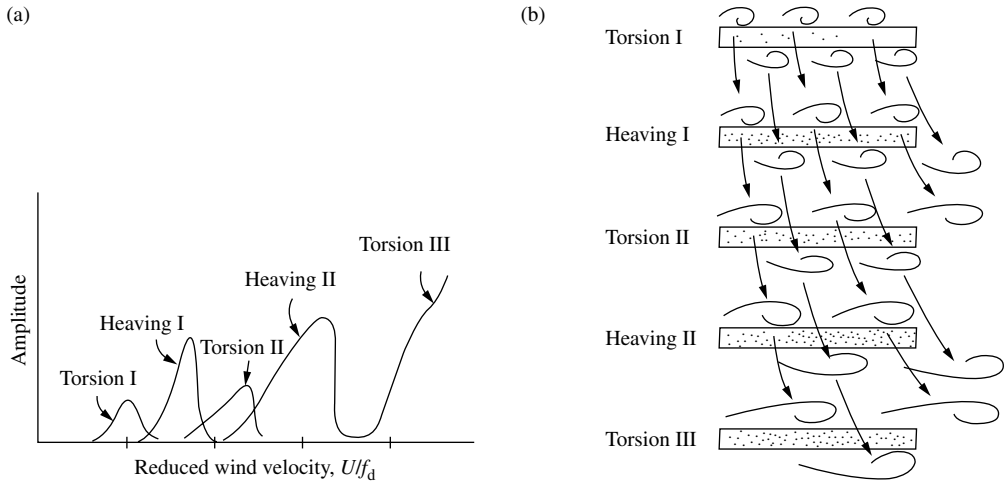 (a)
Amplitude
Torsion I
Heaving I
Torsion II
Heaving II
Torsion III
Reduced wind velocity, U/f_d
(b)
Torsion I
Heaving I
Torsion II
Heaving II
Torsion III